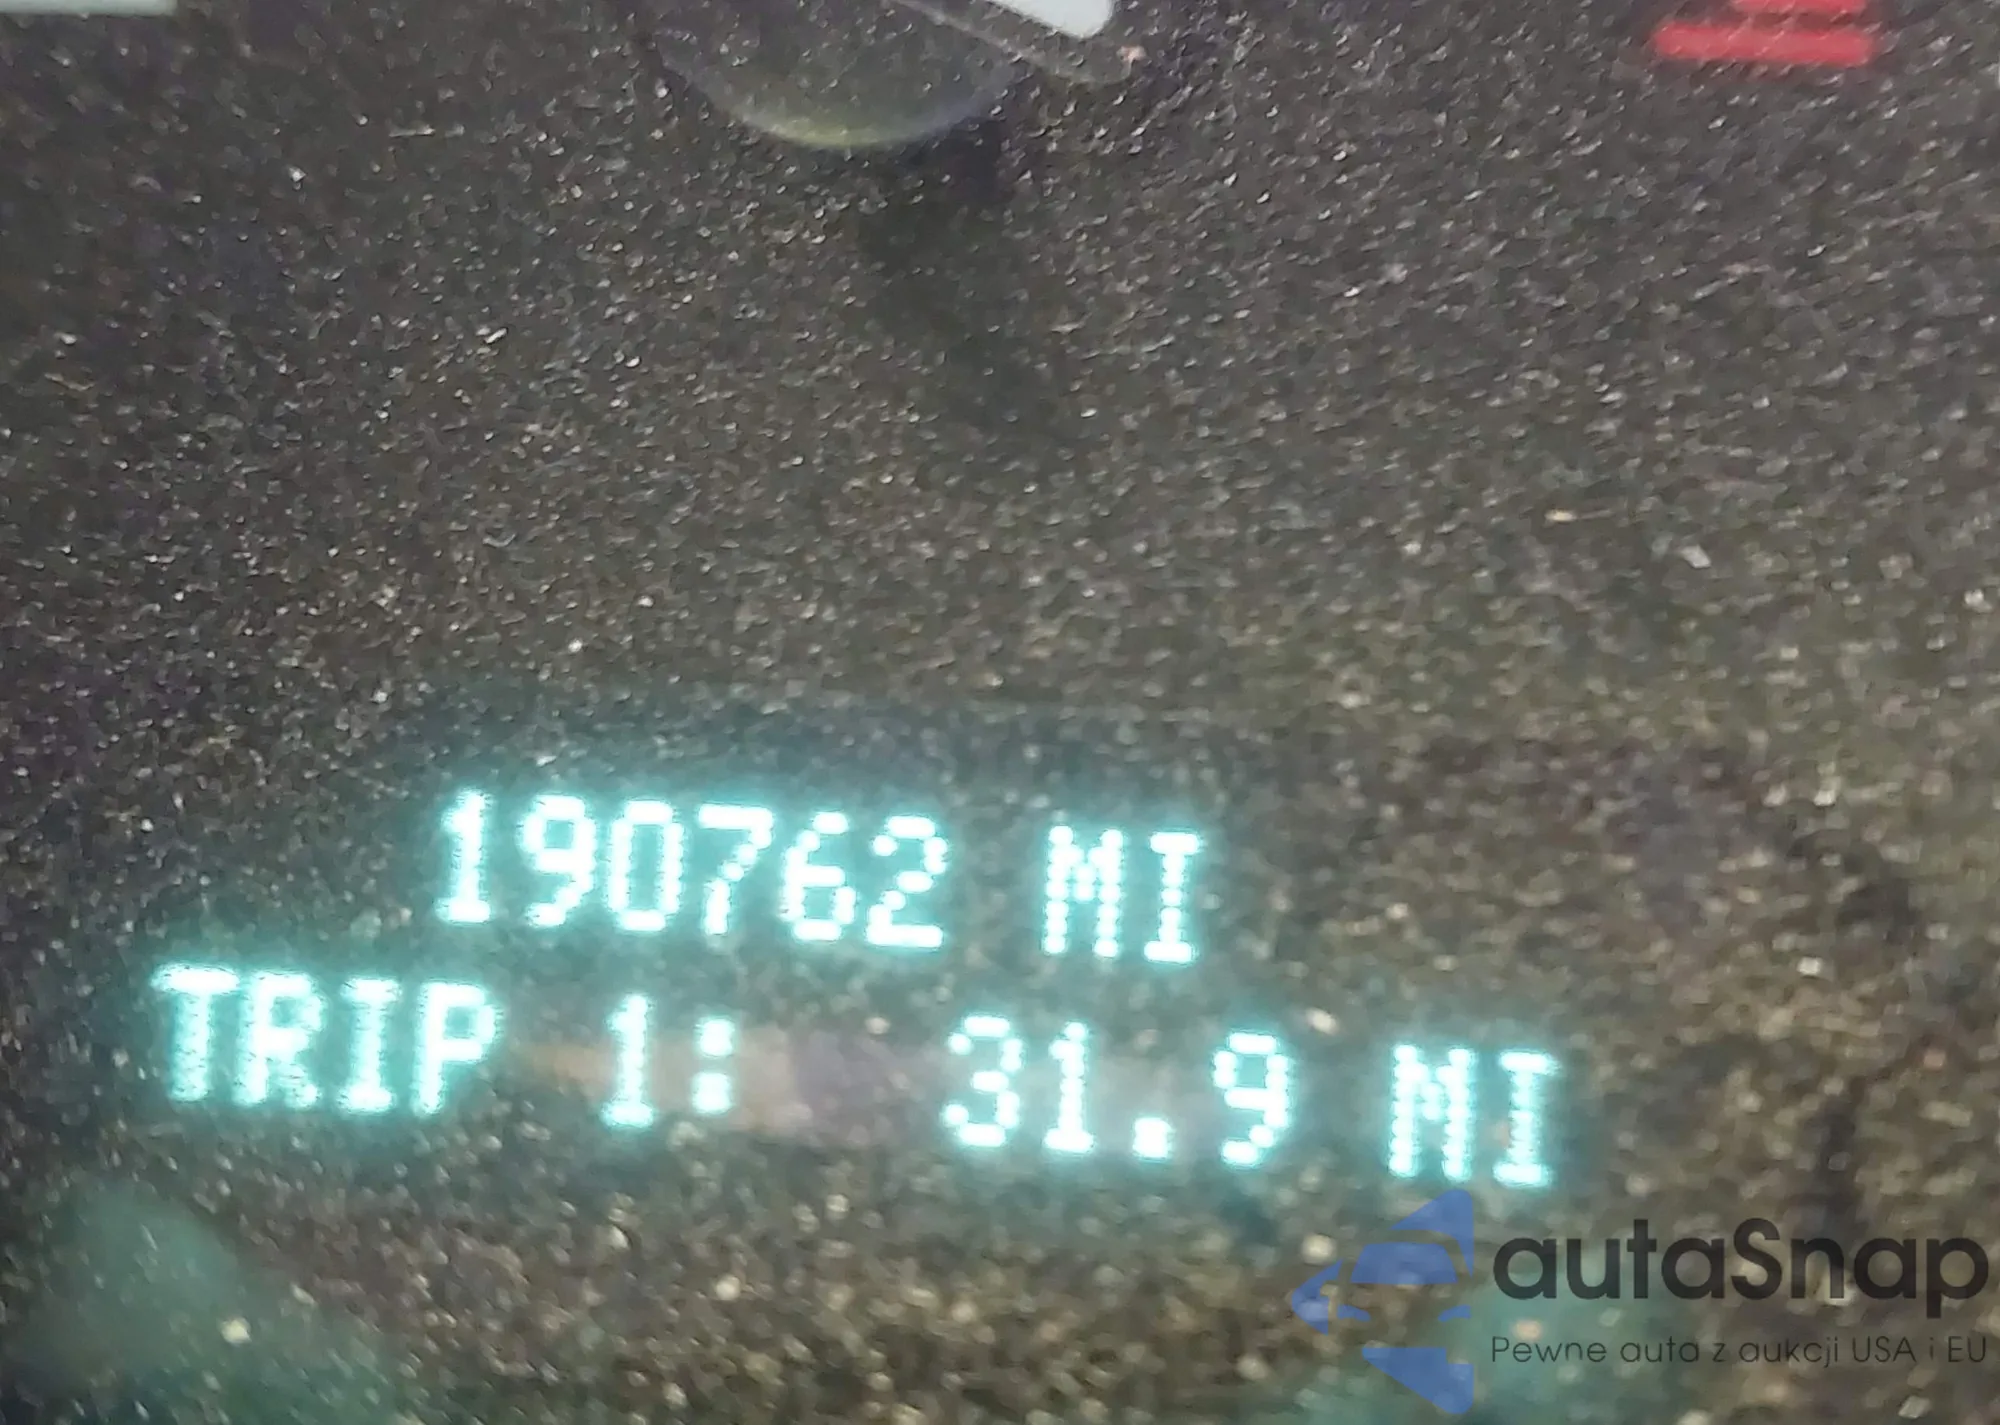 190762 MI
TRIP 1: 31.9 MI
autaSnap
Pewne auta z aukcji USA i EU